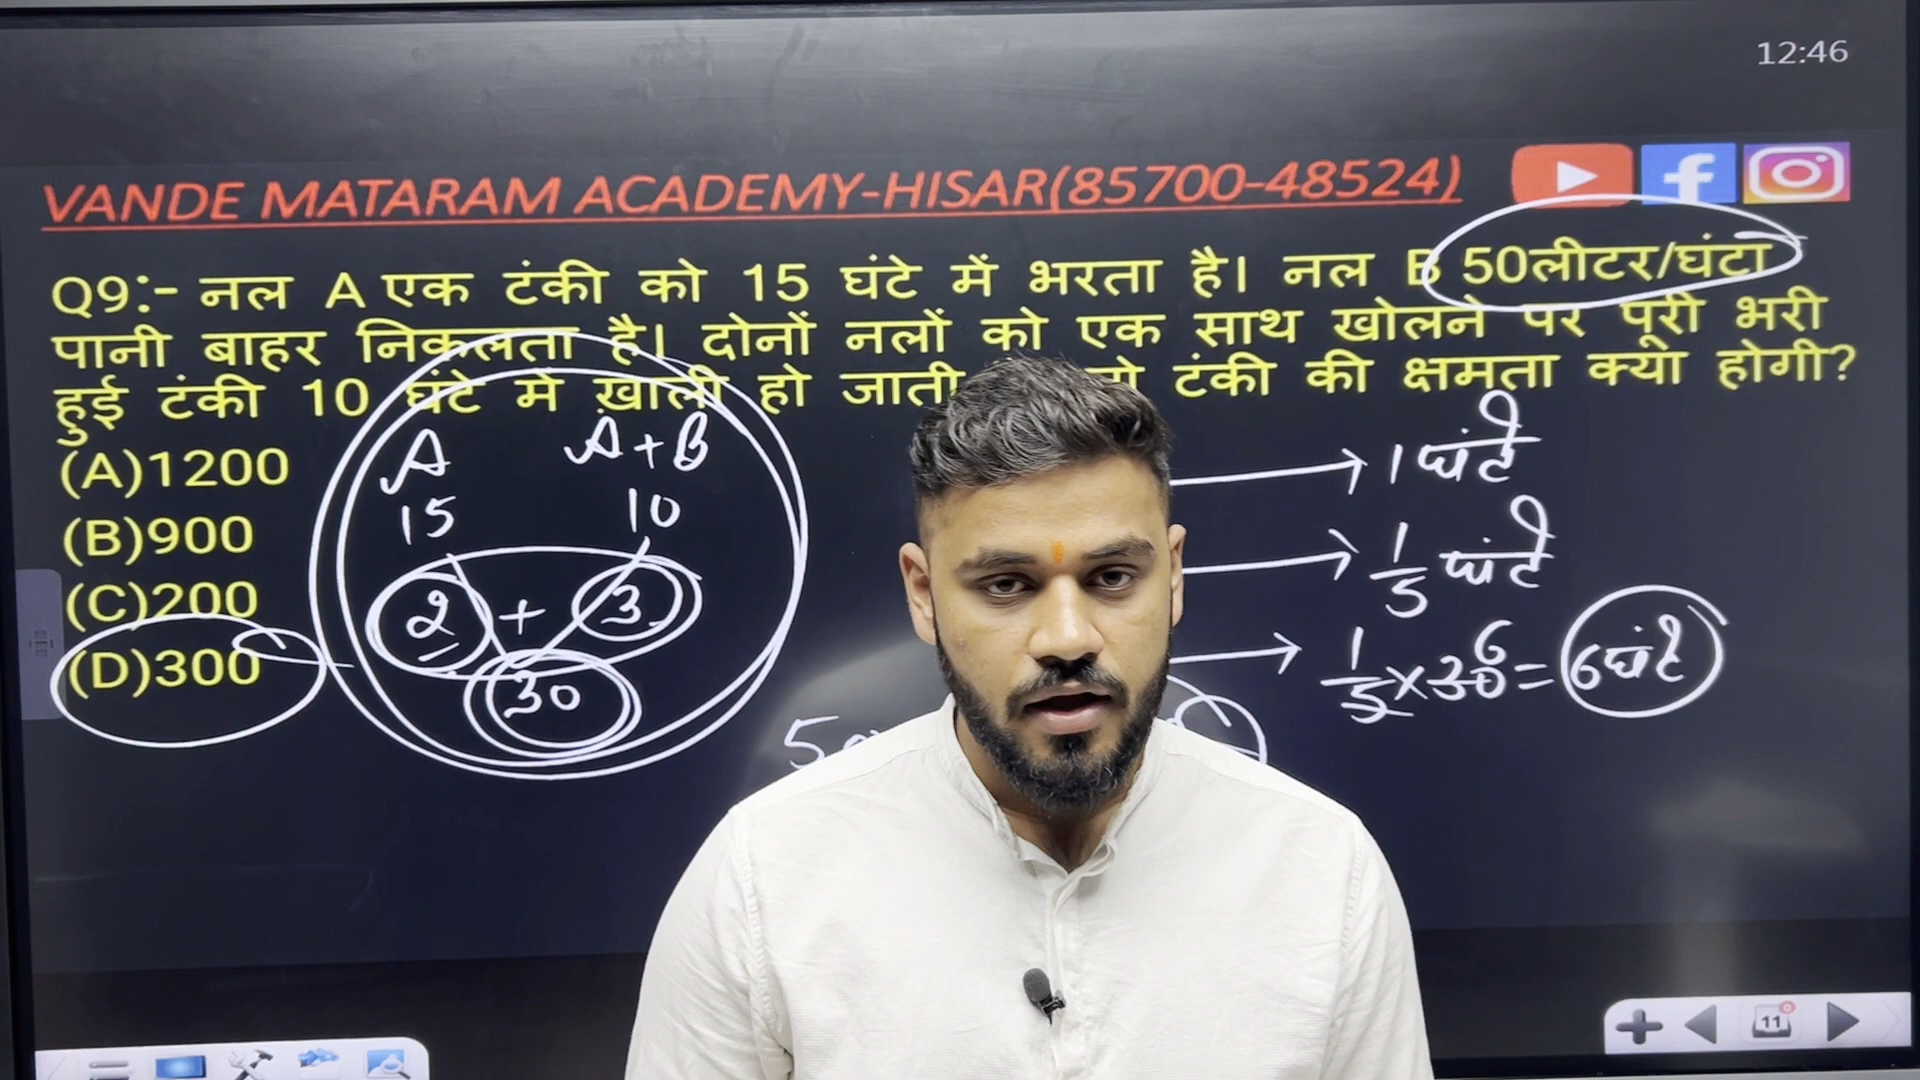 12:46
VANDE MATARAM ACADEMY-HISAR(85700-48524)
Q9:- नल A एक टंकी को 15 घंटे में भरता है। नल B 50लीटर/घंटा
पानी बाहर निकलता है। दोनों नलों को एक साथ खोलने पर पूरी भरी
हुई टंकी 10 घंटे में ख़ाली हो जाती टंकी की क्षमता क्या होगी?
(A)1200
(B)900
(C)200
(D)300
A A+B
15 10
2 + 3
30
1 घंटे
1/5 घंटे
1/5 × 30 6 = 6 घंटे
11